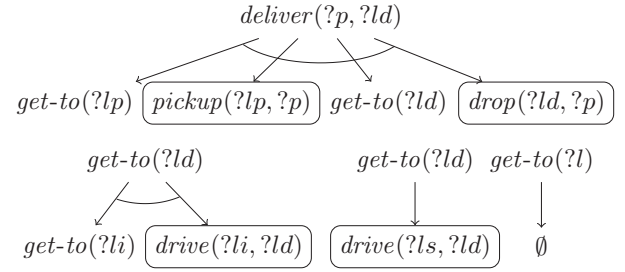 deliver(?p, ?ld)
get-to(?lp) pickup(?lp, ?p) get-to(?ld) drop(?ld, ?p)
get-to(?ld) get-to(?ld) get-to(?l)
get-to(?li) drive(?li, ?ld) drive(?ls, ?ld) ∅